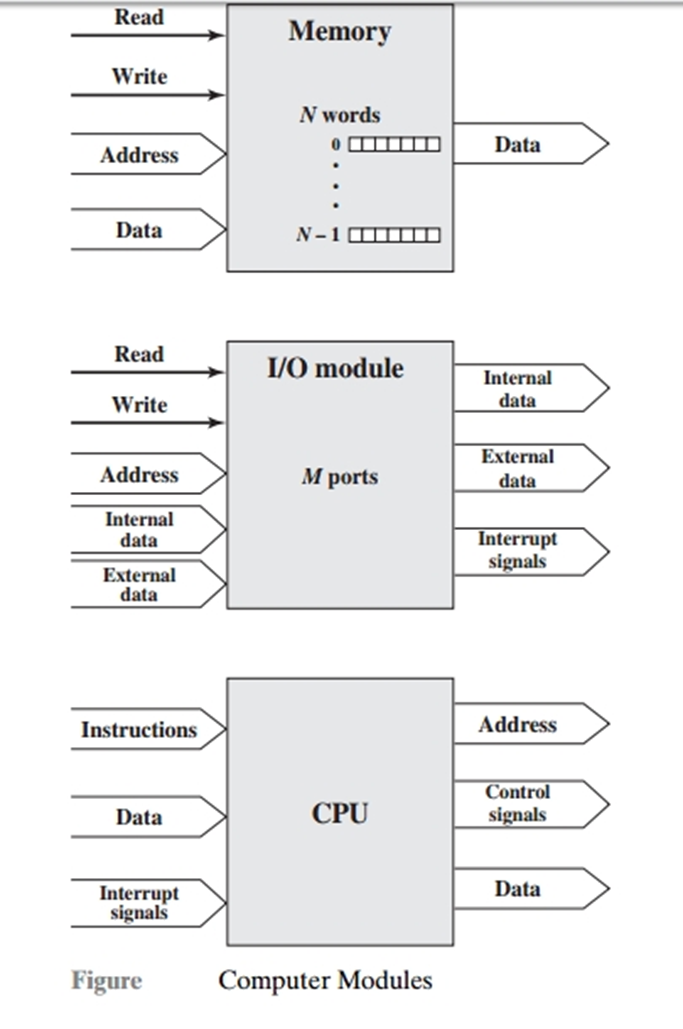 Read
Memory
Write
N words
0
Address
Data
Data
N – 1
Read
I/O module
Internal
data
Write
External
data
Address
M ports
Internal
data
Interrupt
signals
External
data
Instructions
Address
Control
signals
Data
CPU
Data
Interrupt
signals
Figure Computer Modules